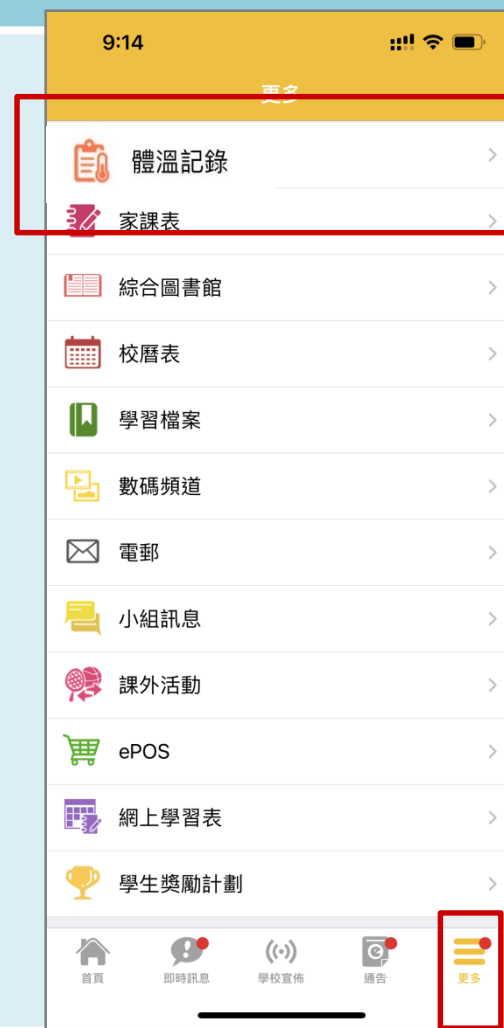 9:14
更多
體溫記錄
家課表
綜合圖書館
校曆表
學習檔案
數碼頻道
電郵
小組訊息
課外活動
ePOS
網上學習表
學生獎勵計劃
首頁 即時訊息 學校宣佈 通告 更多